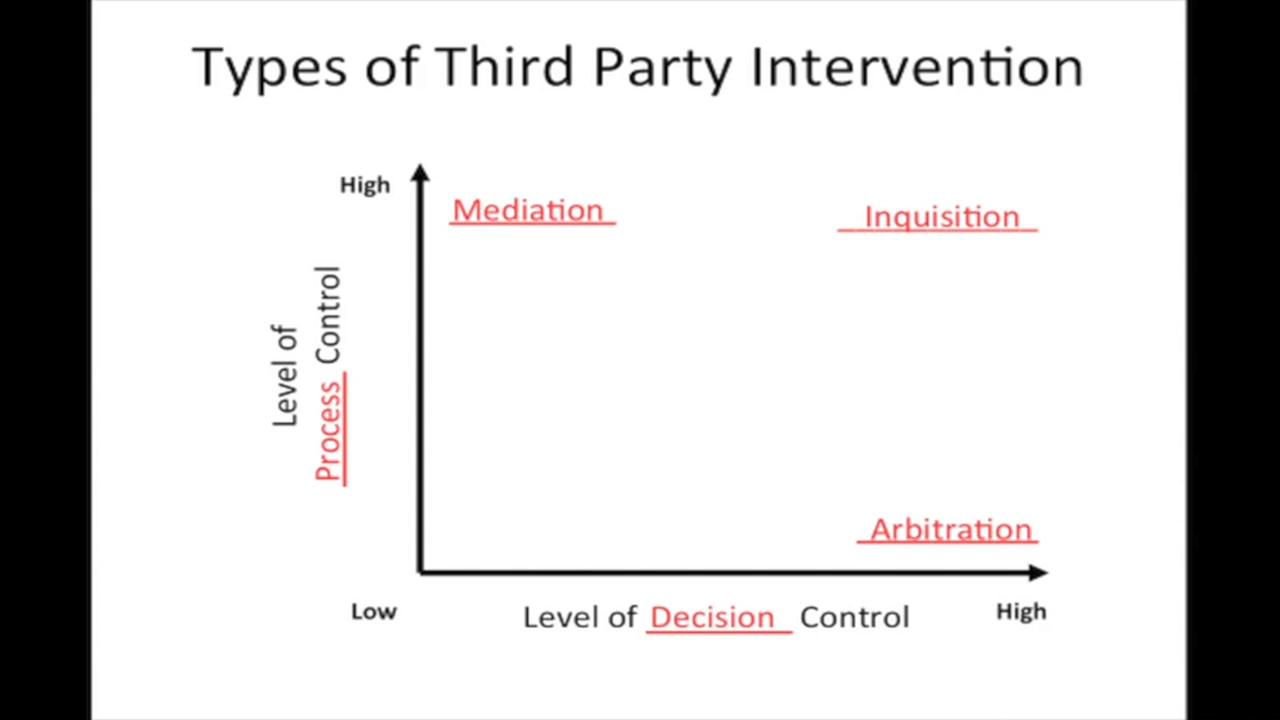 Types of Third Party Intervention
High
Mediation
Inquisition
Level of
Process Control
Arbitration
Low
Level of Decision Control
High